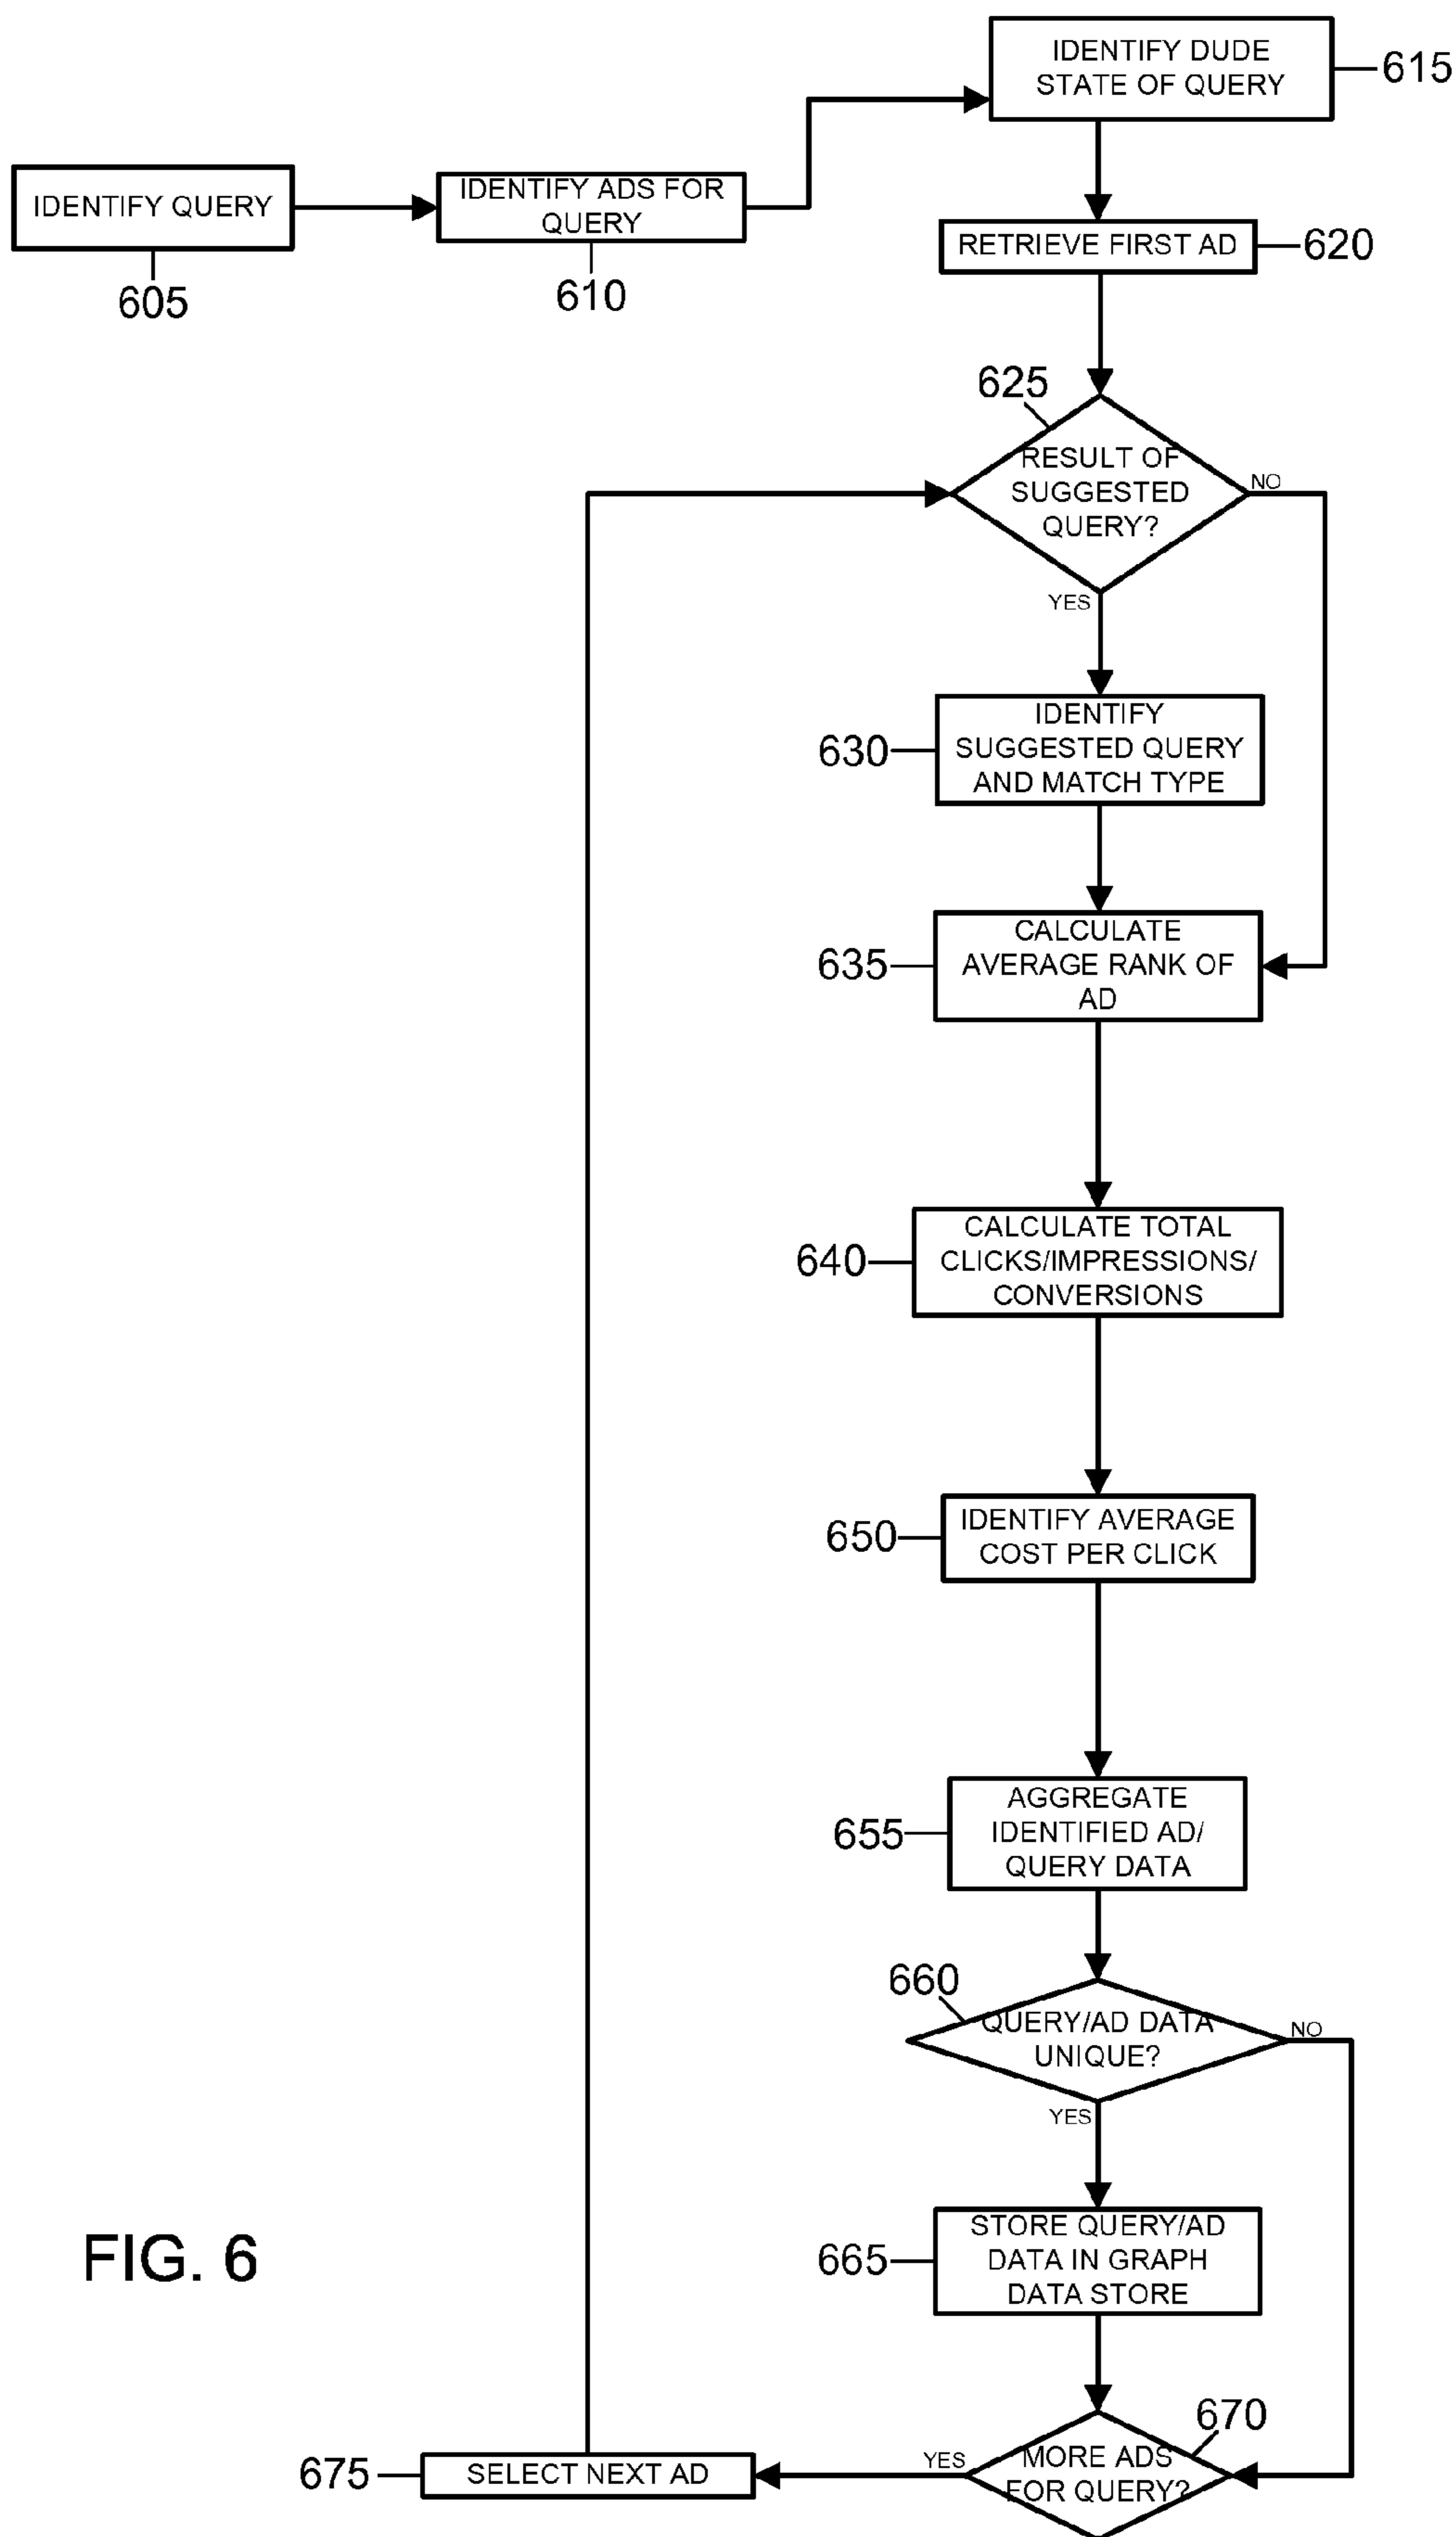 IDENTIFY DUDE
STATE OF QUERY
615
IDENTIFY QUERY
605
IDENTIFY ADS FOR
QUERY
610
RETRIEVE FIRST AD
620
625
RESULT OF
SUGGESTED
QUERY?
NO
YES
IDENTIFY
SUGGESTED QUERY
AND MATCH TYPE
630
CALCULATE
AVERAGE RANK OF
AD
635
CALCULATE TOTAL
CLICKS/IMPRESSIONS/
CONVERSIONS
640
IDENTIFY AVERAGE
COST PER CLICK
650
AGGREGATE
IDENTIFIED AD/
QUERY DATA
655
660
QUERY/AD DATA
UNIQUE?
NO
YES
STORE QUERY/AD
DATA IN GRAPH
DATA STORE
665
FIG. 6
670
MORE ADS
FOR QUERY?
YES
SELECT NEXT AD
675